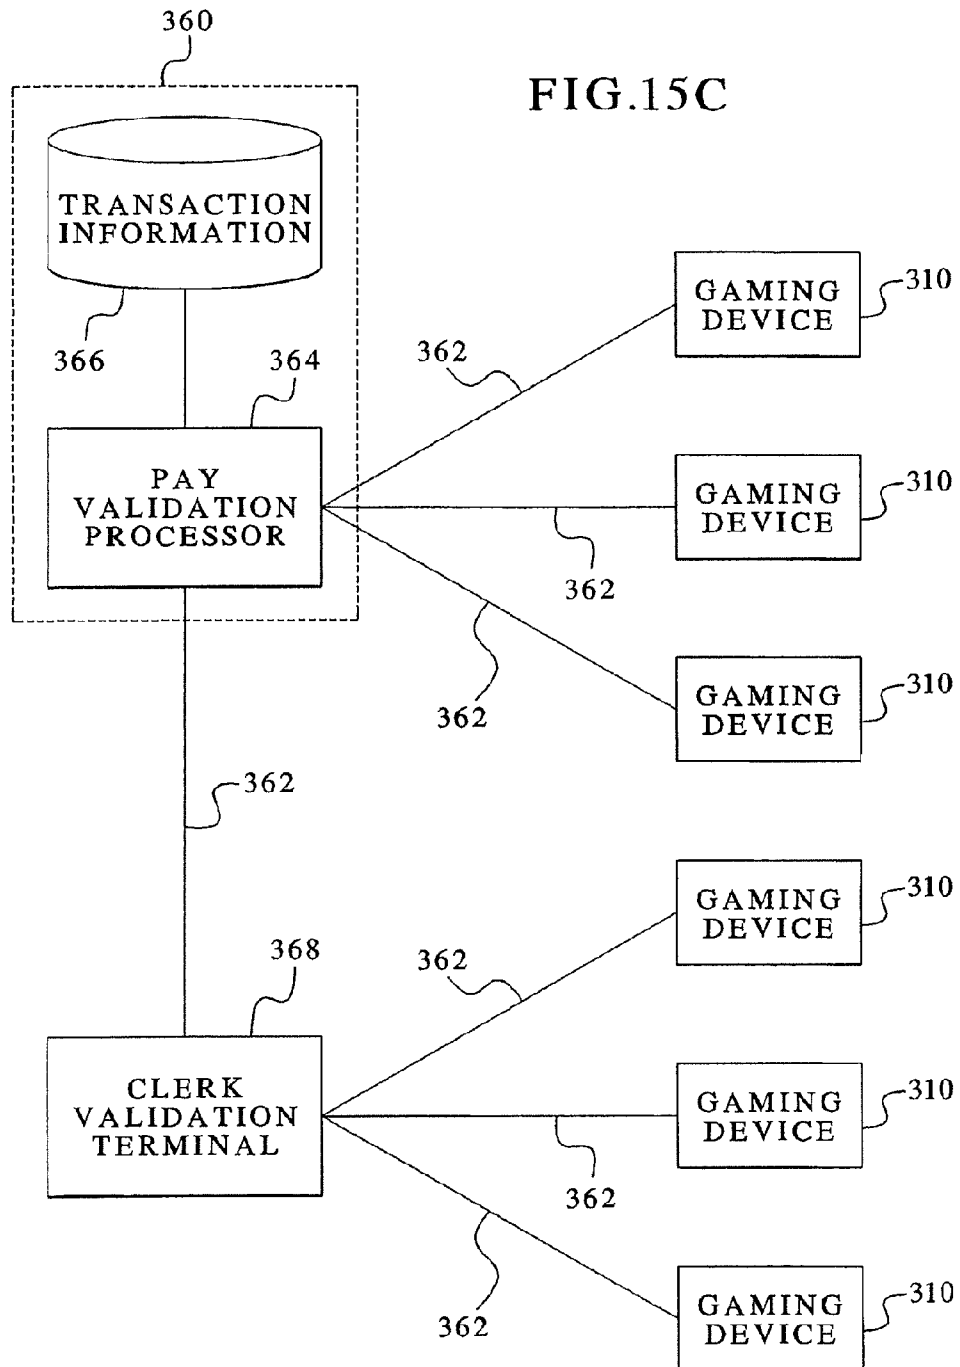 360
FIG.15C
TRANSACTION
INFORMATION
366
364
362
GAMING
DEVICE
310
PAY
VALIDATION
PROCESSOR
GAMING
DEVICE
310
362
362
GAMING
DEVICE
310
362
GAMING
DEVICE
310
368
362
CLERK
VALIDATION
TERMINAL
GAMING
DEVICE
310
362
362
GAMING
DEVICE
310